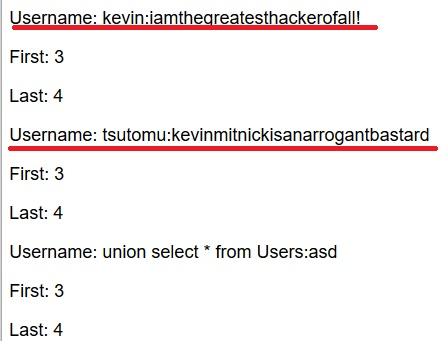 Username: kevin:iamthegreatesthackerofall!
First: 3
Last: 4
Username: tsutomu:kevinmitnickisanarrogantbastard
First: 3
Last: 4
Username: union select * from Users:asd
First: 3
Last: 4